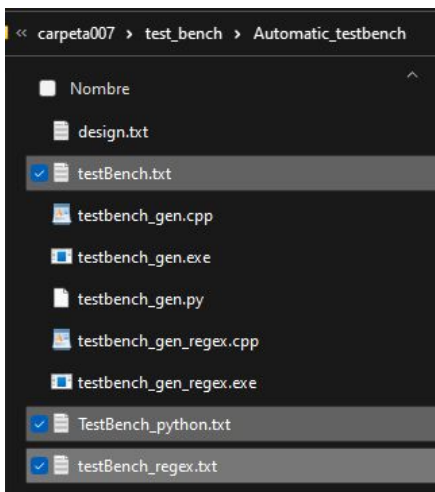 « carpeta007 > test_bench > Automatic_testbench
Nombre
design.txt
testBench.txt
testbench_gen.cpp
testbench_gen.exe
testbench_gen.py
testbench_gen_regex.cpp
testbench_gen_regex.exe
TestBench_python.txt
testBench_regex.txt